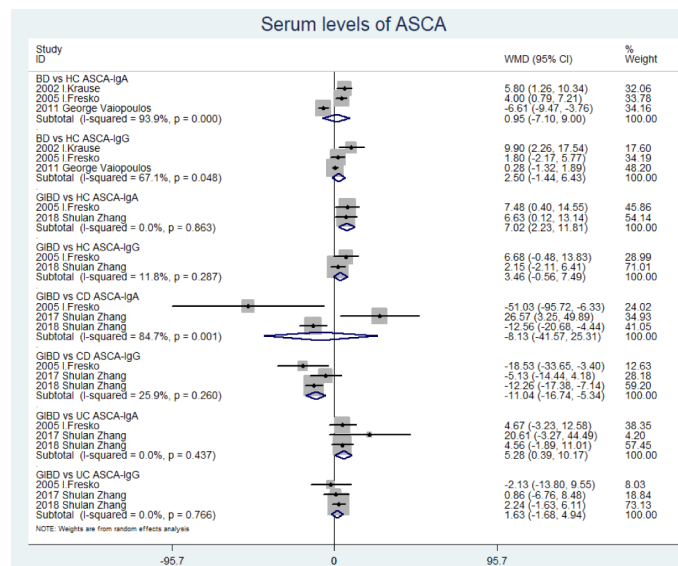 Serum levels of ASCA
Study ID WMD (95% CI) % Weight
BD vs HC ASCA-IgA
2002 I.Krause 5.80 (1.26, 10.34) 32.06
2005 I.Fresko 4.00 (0.79, 7.21) 33.78
2011 George Vaiopoulos -6.61 (-9.47, -3.76) 34.16
Subtotal (I-squared = 93.9%, p = 0.000) 0.95 (-7.10, 9.00) 100.00
.
BD vs HC ASCA-IgG
2002 I.Krause 9.90 (2.26, 17.54) 17.60
2005 I.Fresko 1.80 (-2.17, 5.77) 34.19
2011 George Vaiopoulos 0.28 (-1.32, 1.89) 48.20
Subtotal (I-squared = 67.1%, p = 0.048) 2.50 (-1.44, 6.43) 100.00
.
GIBD vs HC ASCA-IgA
2005 I.Fresko 7.48 (0.40, 14.55) 45.86
2018 Shulan Zhang 6.63 (0.12, 13.14) 54.14
Subtotal (I-squared = 0.0%, p = 0.863) 7.02 (2.23, 11.81) 100.00
.
GIBD vs HC ASCA-IgG
2005 I.Fresko 6.68 (-0.48, 13.83) 28.99
2018 Shulan Zhang 2.15 (-2.11, 6.41) 71.01
Subtotal (I-squared = 11.8%, p = 0.287) 3.46 (-0.56, 7.49) 100.00
.
GIBD vs CD ASCA-IgA
2005 I.Fresko -51.03 (-95.72, -6.33) 24.02
2017 Shulan Zhang 26.57 (3.25, 49.89) 34.93
2018 Shulan Zhang -12.56 (-20.68, -4.44) 41.05
Subtotal (I-squared = 84.7%, p = 0.001) -8.13 (-41.57, 25.31) 100.00
.
GIBD vs CD ASCA-IgG
2005 I.Fresko -18.53 (-33.65, -3.40) 12.63
2017 Shulan Zhang -5.13 (-14.44, 4.18) 28.18
2018 Shulan Zhang -12.26 (-17.38, -7.14) 59.20
Subtotal (I-squared = 25.9%, p = 0.260) -11.04 (-16.74, -5.34) 100.00
.
GIBD vs UC ASCA-IgA
2005 I.Fresko 4.67 (-3.23, 12.58) 38.35
2017 Shulan Zhang 20.61 (-3.27, 44.49) 4.20
2018 Shulan Zhang 4.56 (-1.89, 11.01) 57.45
Subtotal (I-squared = 0.0%, p = 0.437) 5.28 (0.39, 10.17) 100.00
.
GIBD vs UC ASCA-IgG
2005 I.Fresko -2.13 (-13.80, 9.55) 8.03
2017 Shulan Zhang 0.86 (-6.76, 8.48) 18.84
2018 Shulan Zhang 2.24 (-1.63, 6.11) 73.13
Subtotal (I-squared = 0.0%, p = 0.766) 1.63 (-1.68, 4.94) 100.00
NOTE: Weights are from random effects analysis
-95.7 0 95.7